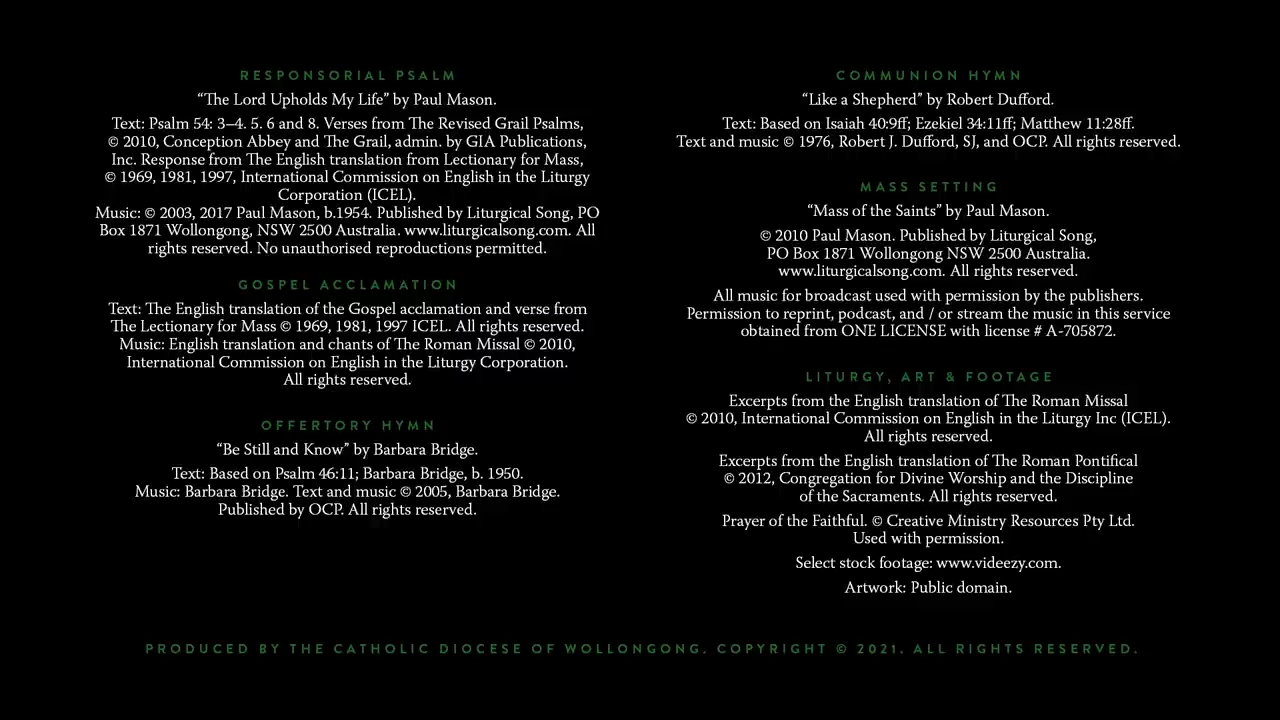 RESPONSORIAL PSALM
“The Lord Upholds My Life” by Paul Mason.
Text: Psalm 54: 3–4. 5. 6 and 8. Verses from The Revised Grail Psalms,
© 2010, Conception Abbey and The Grail, admin. by GIA Publications,
Inc. Response from The English translation from Lectionary for Mass,
© 1969, 1981, 1997, International Commission on English in the Liturgy
Corporation (ICEL).
Music: © 2003, 2017 Paul Mason, b.1954. Published by Liturgical Song, PO
Box 1871 Wollongong, NSW 2500 Australia. www.liturgicalsong.com. All
rights reserved. No unauthorised reproductions permitted.
GOSPEL ACCLAMATION
Text: The English translation of the Gospel acclamation and verse from
The Lectionary for Mass © 1969, 1981, 1997 ICEL. All rights reserved.
Music: English translation and chants of The Roman Missal © 2010,
International Commission on English in the Liturgy Corporation.
All rights reserved.
OFFERTORY HYMN
“Be Still and Know” by Barbara Bridge.
Text: Based on Psalm 46:11; Barbara Bridge, b. 1950.
Music: Barbara Bridge. Text and music © 2005, Barbara Bridge.
Published by OCP. All rights reserved.
COMMUNION HYMN
“Like a Shepherd” by Robert Dufford.
Text: Based on Isaiah 40:9ff; Ezekiel 34:11ff; Matthew 11:28ff.
Text and music © 1976, Robert J. Dufford, SJ, and OCP. All rights reserved.
MASS SETTING
“Mass of the Saints” by Paul Mason.
© 2010 Paul Mason. Published by Liturgical Song,
PO Box 1871 Wollongong NSW 2500 Australia.
www.liturgicalsong.com. All rights reserved.
All music for broadcast used with permission by the publishers.
Permission to reprint, podcast, and / or stream the music in this service
obtained from ONE LICENSE with license # A-705872.
LITURGY, ART & FOOTAGE
Excerpts from the English translation of The Roman Missal
© 2010, International Commission on English in the Liturgy Inc (ICEL).
All rights reserved.
Excerpts from the English translation of The Roman Pontifical
© 2012, Congregation for Divine Worship and the Discipline
of the Sacraments. All rights reserved.
Prayer of the Faithful. © Creative Ministry Resources Pty Ltd.
Used with permission.
Select stock footage: www.videezy.com.
Artwork: Public domain.
PRODUCED BY THE CATHOLIC DIOCESE OF WOLLONGONG. COPYRIGHT © 2021. ALL RIGHTS RESERVED.